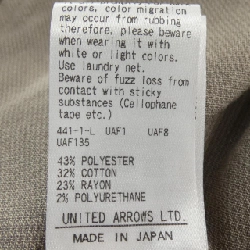 colors, color migration
may occur from rubbing
therefore, please beware
when wearing it with
white or light colors.
Use laundry net.
Beware of fuzz loss from
contact with sticky
substances (Cellophane
tape etc.)
441-1-L UAF1 UAF8
UAF135
43% POLYESTER
32% COTTON
23% RAYON
2% POLYURETHANE
UNITED ARROWS LTD.
MADE IN JAPAN